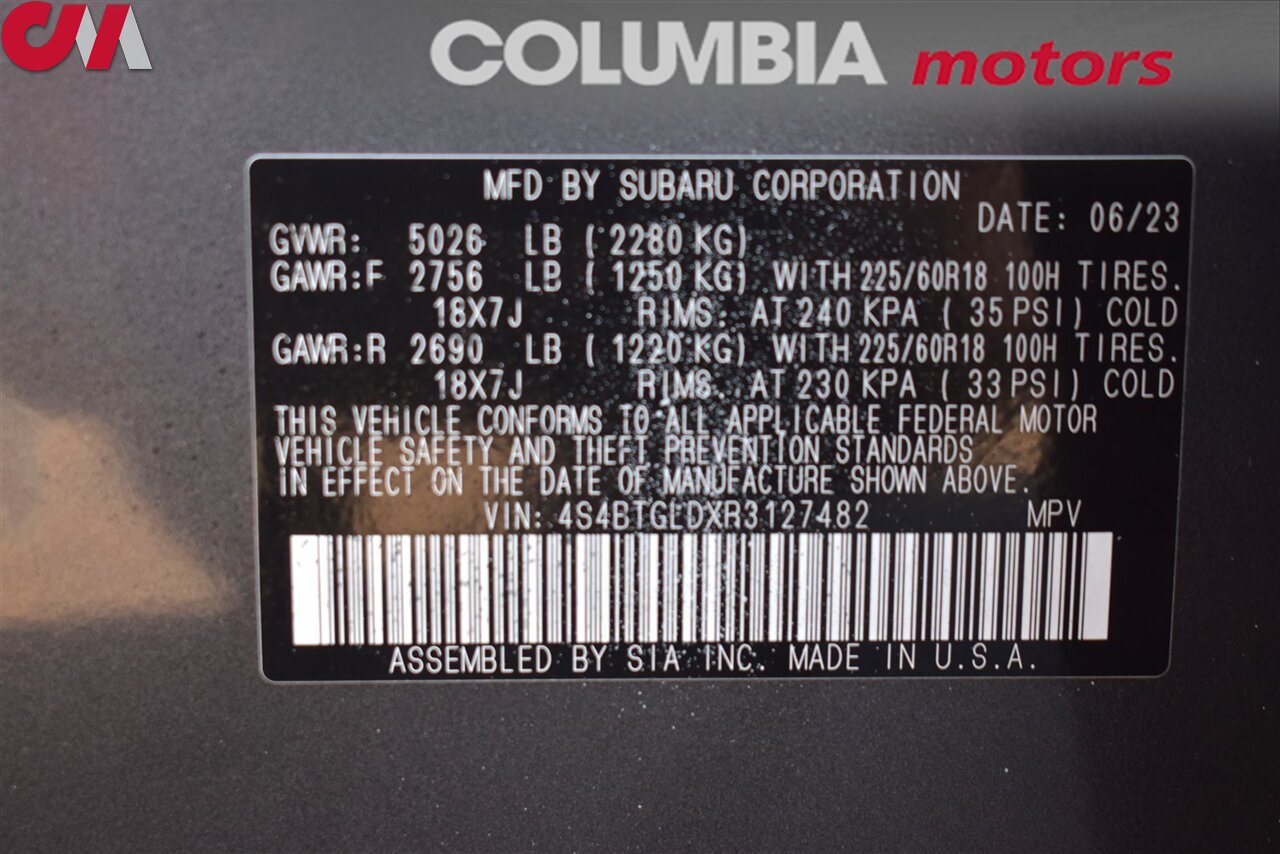 CM
COLUMBIA motors
MFD BY SUBARU CORPORATION
DATE: 06/23
GVWR: 5026 LB ( 2280 KG)
GAWR:F 2756 LB ( 1250 KG) WITH 225/60R18 100H TIRES.
18X7J RIMS. AT 240 KPA ( 35 PSI) COLD
GAWR:R 2690 LB ( 1220 KG) WITH 225/60R18 100H TIRES.
18X7J RIMS. AT 230 KPA ( 33 PSI) COLD
THIS VEHICLE CONFORMS TO ALL APPLICABLE FEDERAL MOTOR
VEHICLE SAFETY AND THEFT PREVENTION STANDARDS
IN EFFECT ON THE DATE OF MANUFACTURE SHOWN ABOVE.
VIN: 4S4BTGLDXR3127482 MPV
ASSEMBLED BY SIA INC. MADE IN U.S.A.